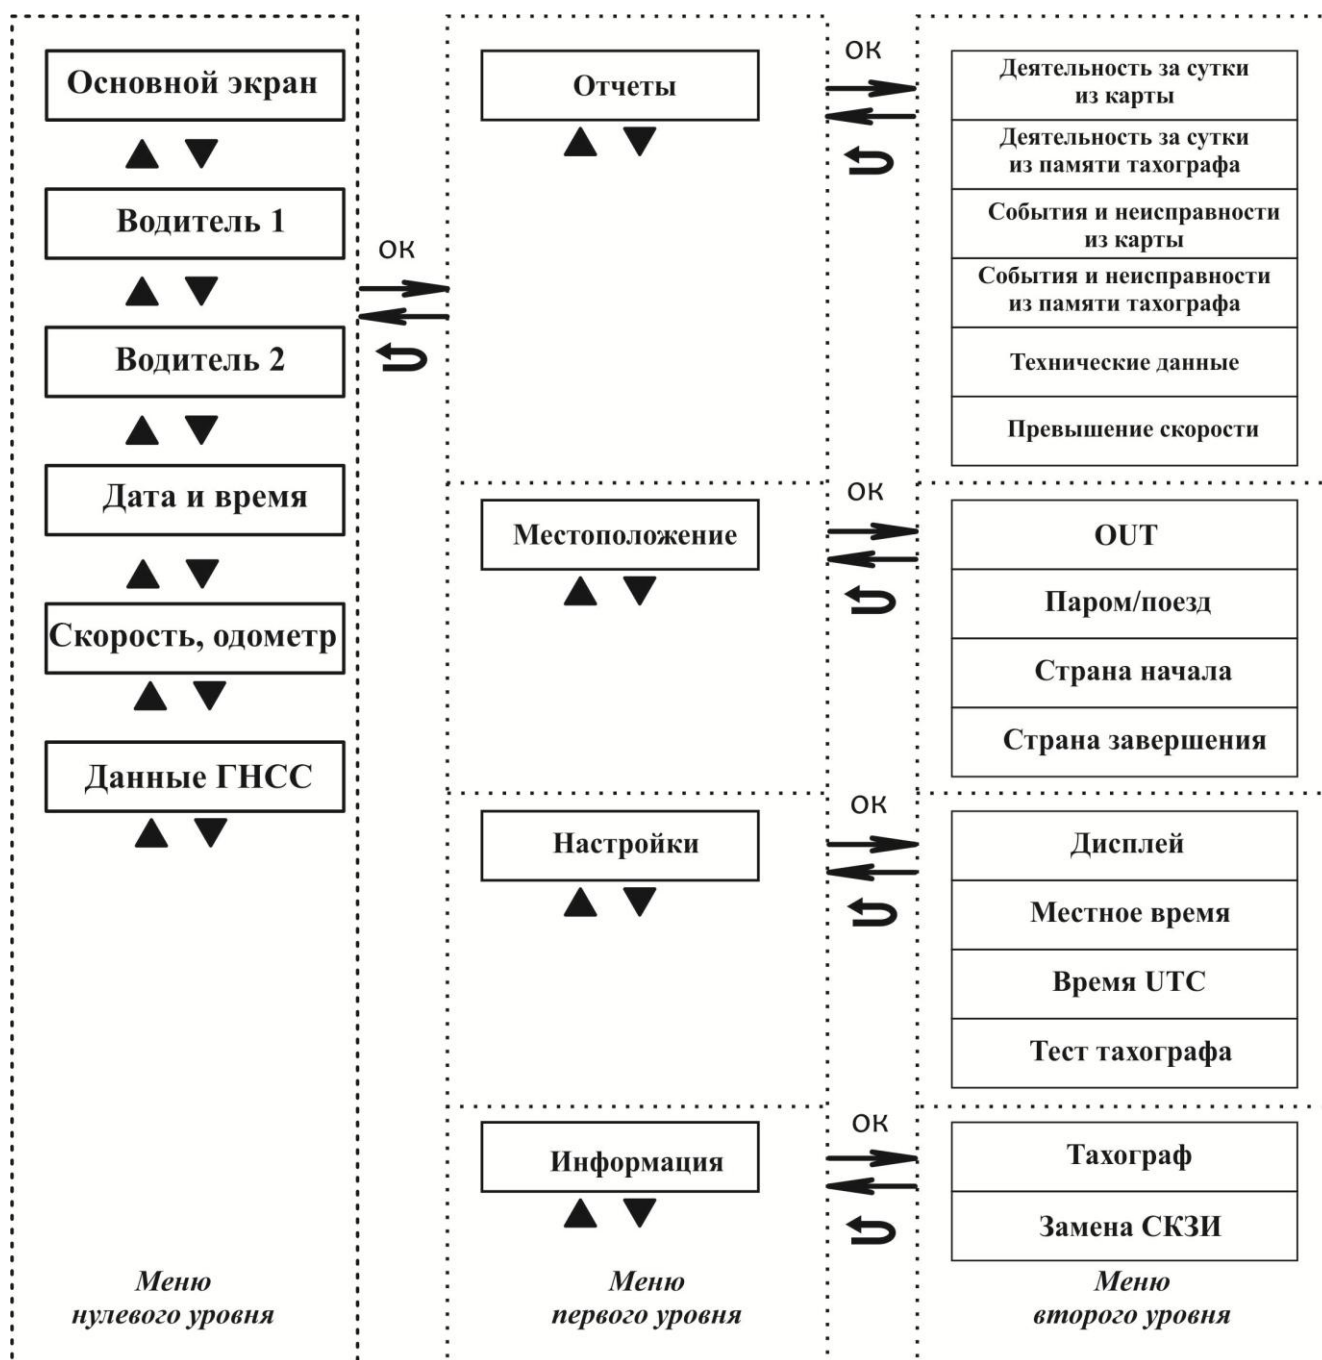 Основной экран
Водитель 1
Водитель 2
Дата и время
Скорость, одометр
Данные ГНСС
Меню
нулевого уровня
ок
Отчеты
Местоположение
Настройки
Информация
Меню
первого уровня
ок
Деятельность за сутки
из карты
Деятельность за сутки
из памяти тахографа
События и неисправности
из карты
События и неисправности
из памяти тахографа
Технические данные
Превышение скорости
ок
OUT
Паром/поезд
Страна начала
Страна завершения
ок
Дисплей
Местное время
Время UTC
Тест тахографа
ок
Тахограф
Замена СКЗИ
Меню
второго уровня